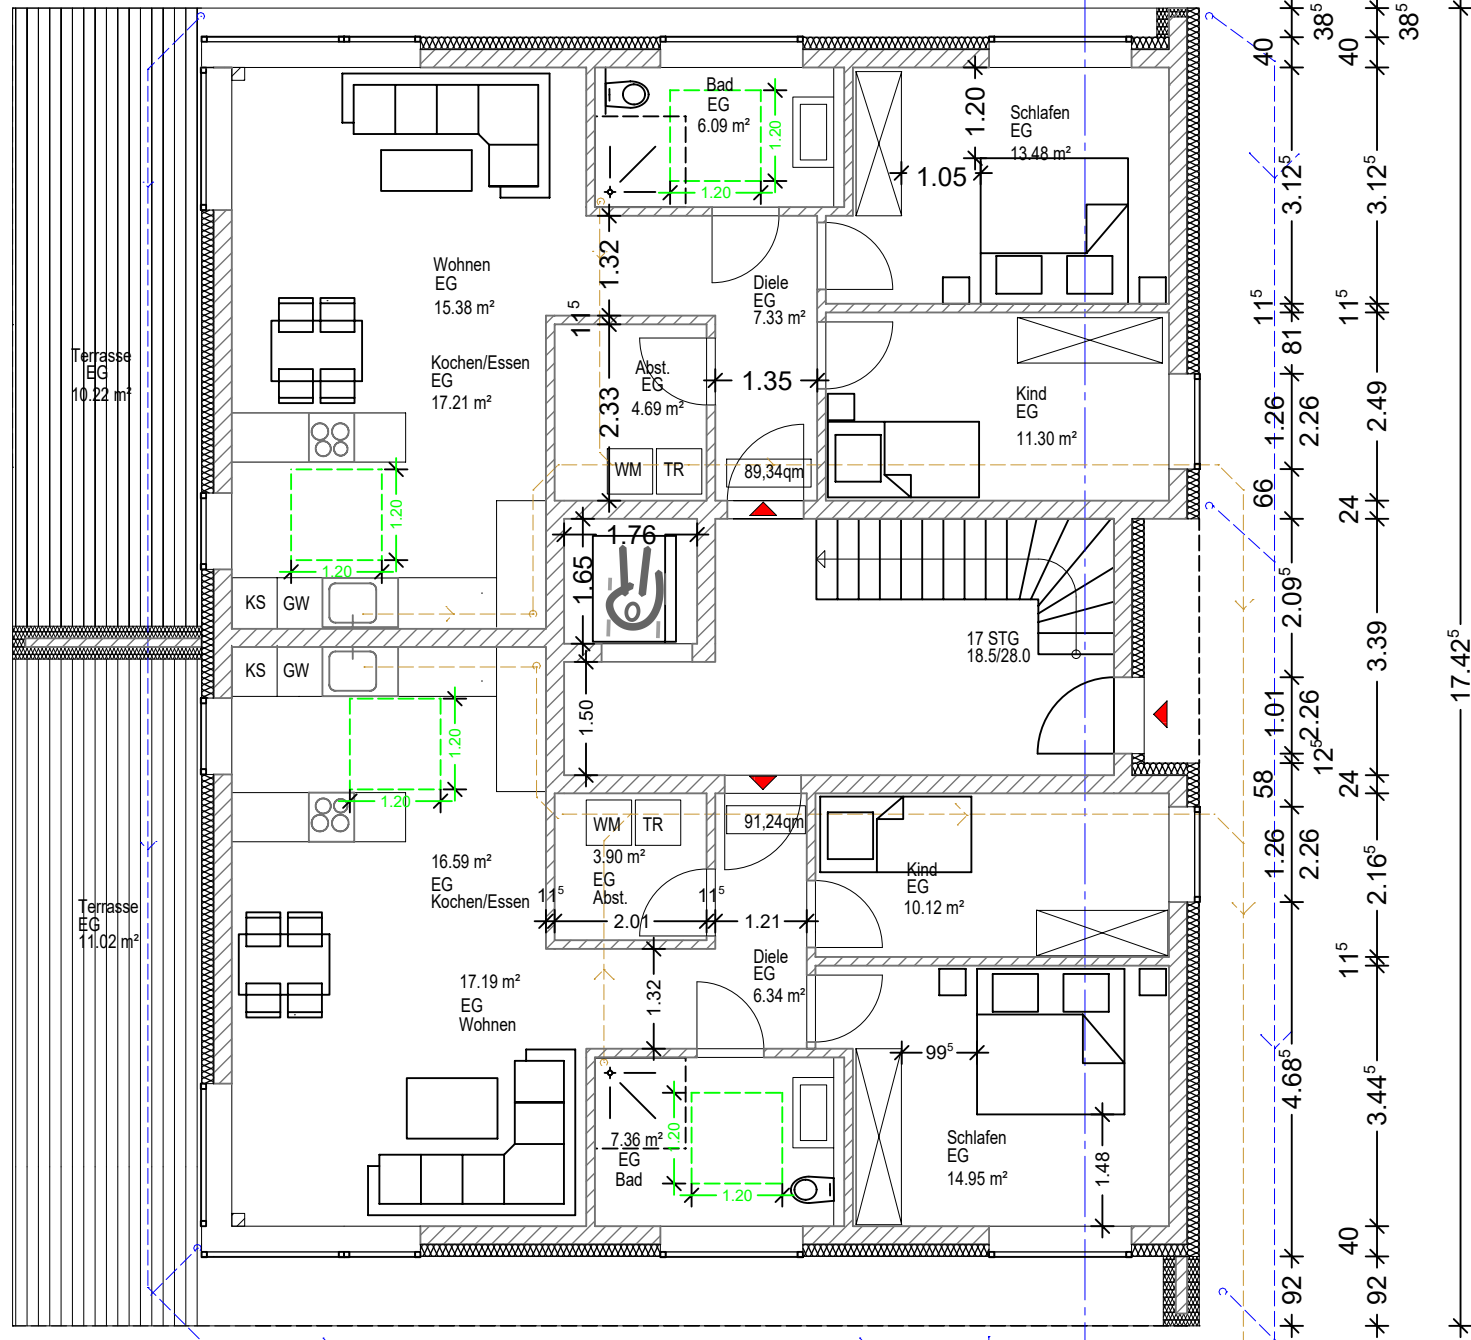 Bad
EG
6.09 m²
1.20
1.20
1.20
Schlafen
EG
13.48 m²
1.05
Wohnen
EG
15.38 m²
1.32
Diele
EG
7.33 m²
11⁵
Terrasse
EG
10.22 m²
Kochen/Essen
EG
17.21 m²
Abst.
EG
4.69 m²
2.33
1.35
Kind
EG
11.30 m²
WM
TR
89,34qm
1.20
1.20
1.76
1.65
KS
GW
17 STG
18.5/28.0
KS
GW
1.50
1.20
1.20
WM
TR
91,24qm
3.90 m²
EG
Abst.
16.59 m²
EG
Kochen/Essen
11⁵
2.01
11⁵
1.21
Kind
EG
10.12 m²
Terrasse
EG
11.02 m²
17.19 m²
EG
Wohnen
1.32
Diele
EG
6.34 m²
99⁵
7.36 m²
EG
Bad
1.20
1.20
Schlafen
EG
14.95 m²
1.48
38⁵
40
3.12⁵
11⁵
81
1.26
2.26
66
2.09⁵
1.01
2.26
12⁵
58
1.26
2.26
4.68⁵
92
38⁵
40
3.12⁵
11⁵
2.49
24
3.39
24
2.16⁵
11⁵
3.44⁵
40
92
17.42⁵